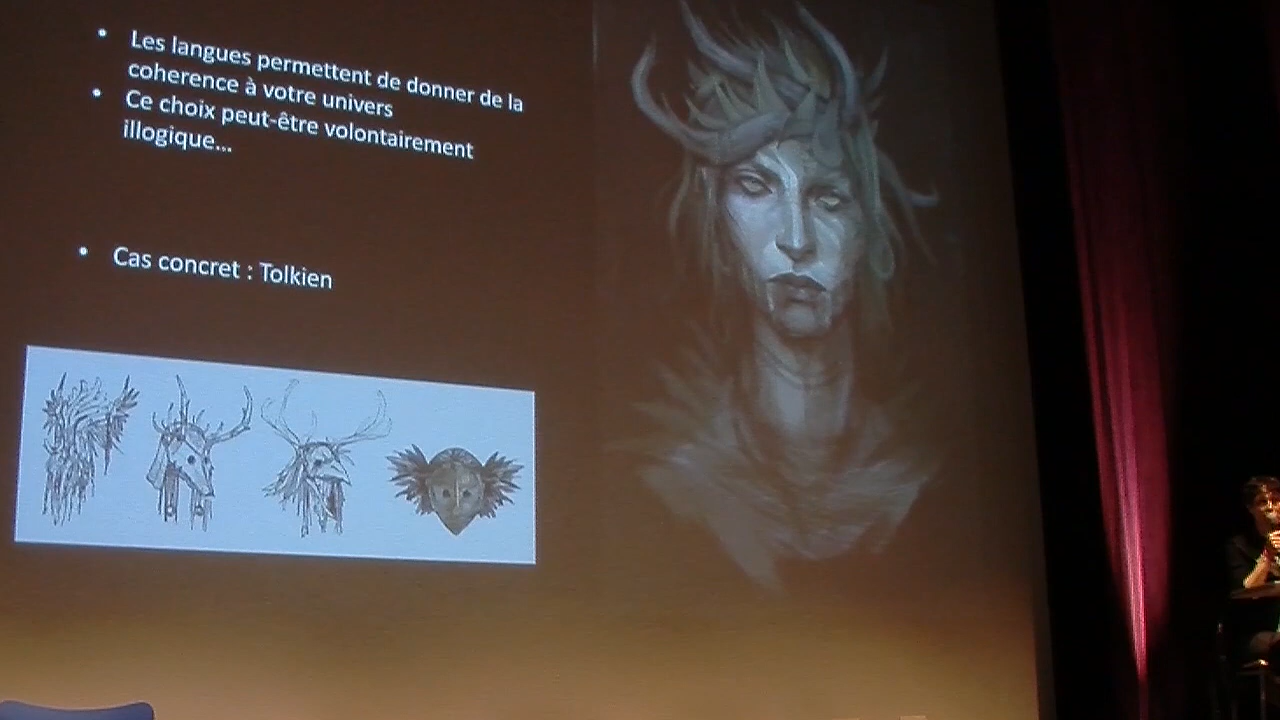 Les langues permettent de donner de la
coherence à votre univers
Ce choix peut-être volontairement
illogique...
Cas concret : Tolkien